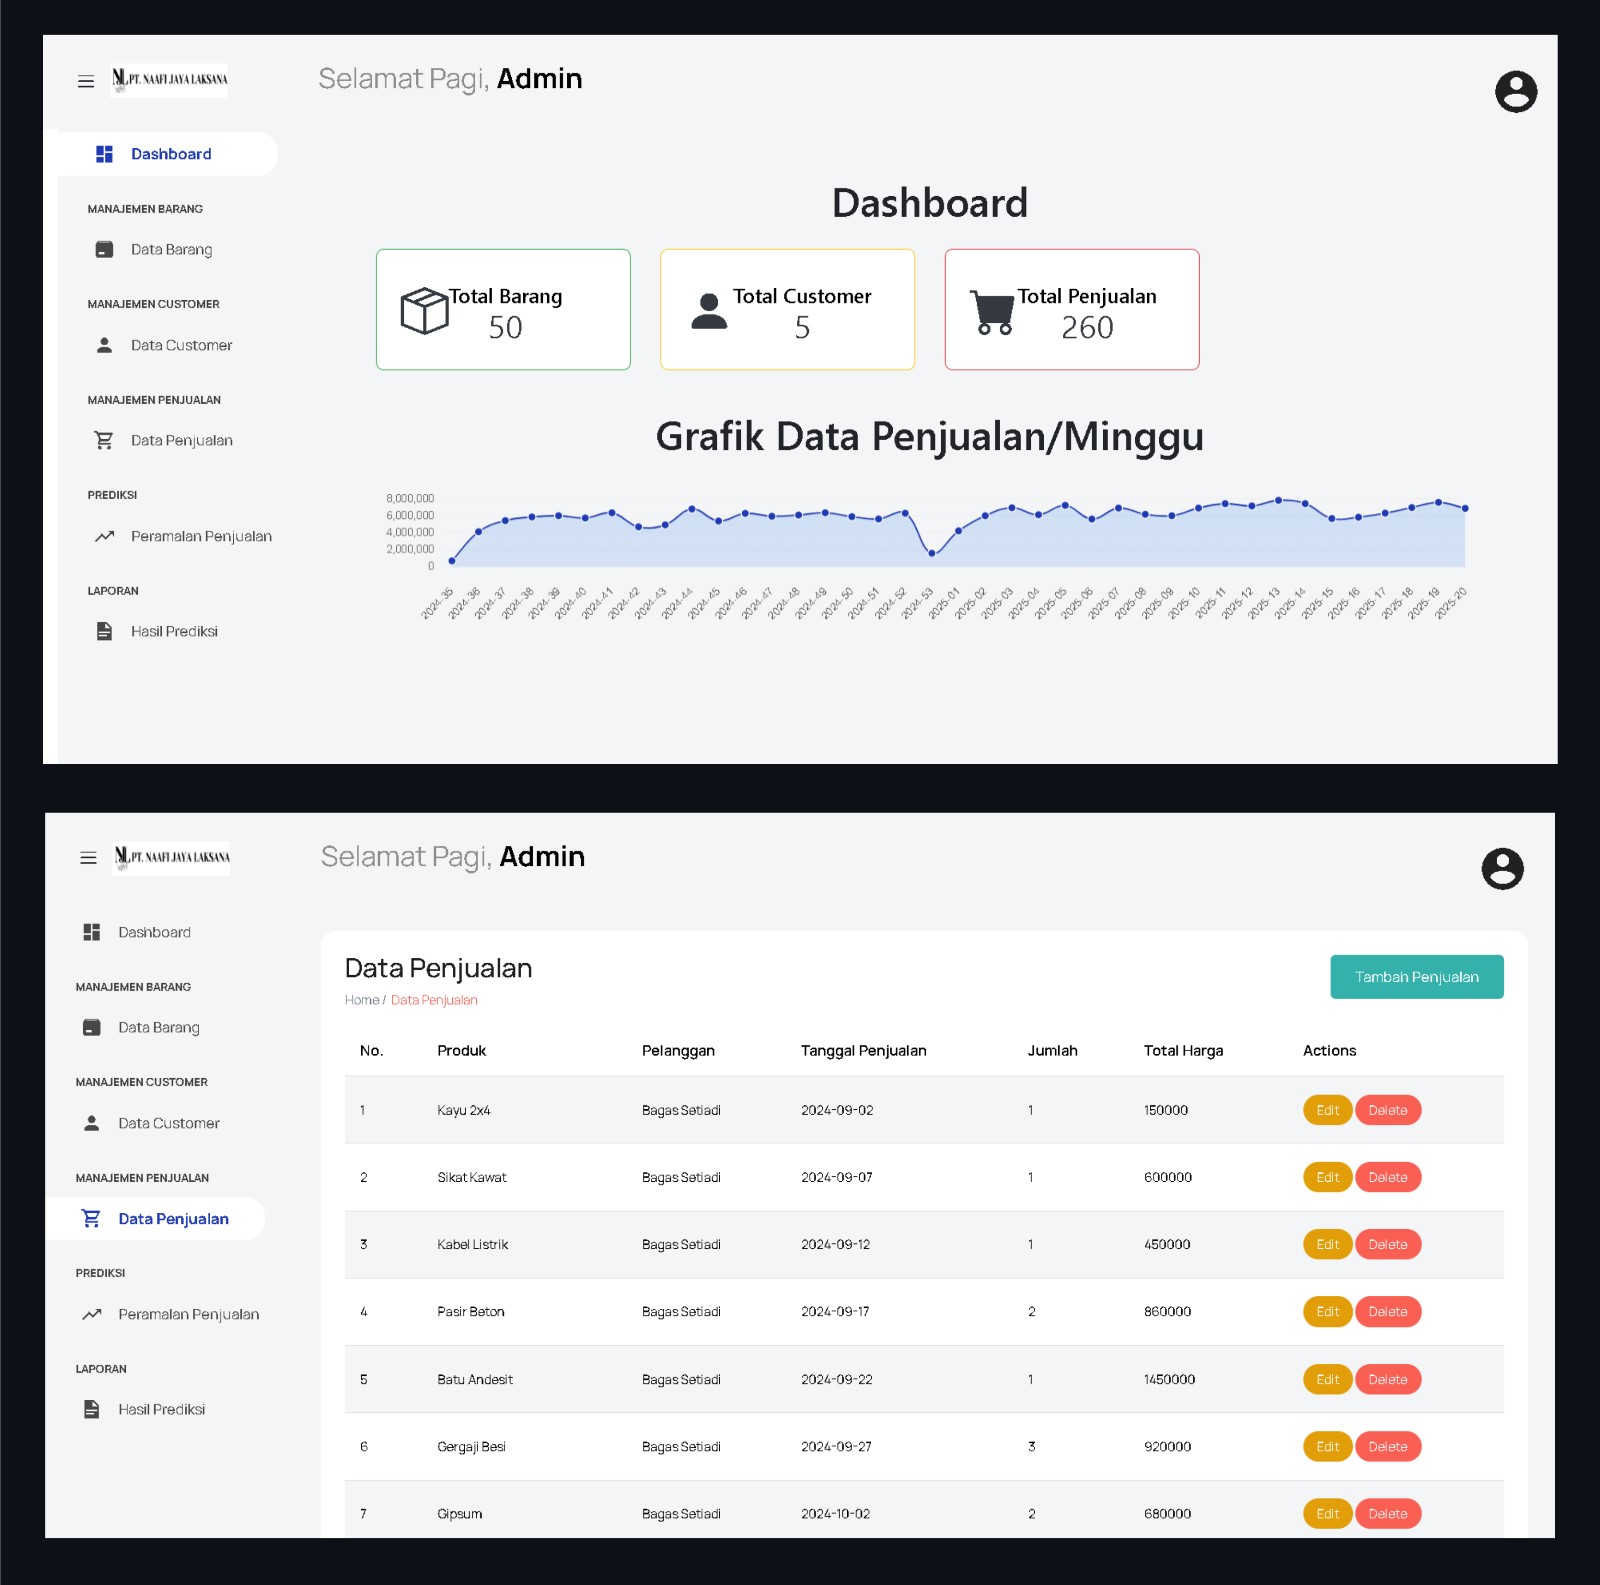 PT. NAAFI JAYA LAKSANA
Selamat Pagi, Admin
Dashboard
MANAJEMEN BARANG
Data Barang
MANAJEMEN CUSTOMER
Data Customer
MANAJEMEN PENJUALAN
Data Penjualan
PREDIKSI
Peramalan Penjualan
LAPORAN
Hasil Prediksi
Dashboard
Total Barang
50
Total Customer
5
Total Penjualan
260
Grafik Data Penjualan/Minggu
8,000,000
6,000,000
4,000,000
2,000,000
0
2024-35 2024-36 2024-37 2024-38 2024-39 2024-40 2024-41 2024-42 2024-43 2024-44 2024-45 2024-46 2024-47 2024-48 2024-49 2024-50 2024-51 2024-52 2024-53 2025-01 2025-02 2025-03 2025-04 2025-05 2025-06 2025-07 2025-08 2025-09 2025-10 2025-11 2025-12 2025-13 2025-14 2025-15 2025-16 2025-17 2025-18 2025-19 2025-20
PT. NAAFI JAYA LAKSANA
Selamat Pagi, Admin
Dashboard
MANAJEMEN BARANG
Data Barang
MANAJEMEN CUSTOMER
Data Customer
MANAJEMEN PENJUALAN
Data Penjualan
PREDIKSI
Peramalan Penjualan
LAPORAN
Hasil Prediksi
Data Penjualan
Home / Data Penjualan
Tambah Penjualan
No. Produk Pelanggan Tanggal Penjualan Jumlah Total Harga Actions
1 Kayu 2x4 Bagas Setiadi 2024-09-02 1 150000 Edit Delete
2 Sikat Kawat Bagas Setiadi 2024-09-07 1 600000 Edit Delete
3 Kabel Listrik Bagas Setiadi 2024-09-12 1 450000 Edit Delete
4 Pasir Beton Bagas Setiadi 2024-09-17 2 860000 Edit Delete
5 Batu Andesit Bagas Setiadi 2024-09-22 1 1450000 Edit Delete
6 Gergaji Besi Bagas Setiadi 2024-09-27 3 920000 Edit Delete
7 Gipsum Bagas Setiadi 2024-10-02 2 680000 Edit Delete